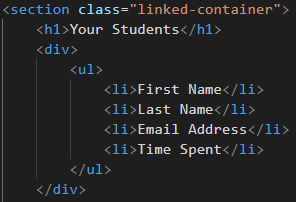 <section class="linked-container">
<h1>Your Students</h1>
<div>
<ul>
<li>First Name</li>
<li>Last Name</li>
<li>Email Address</li>
<li>Time Spent</li>
</ul>
</div>